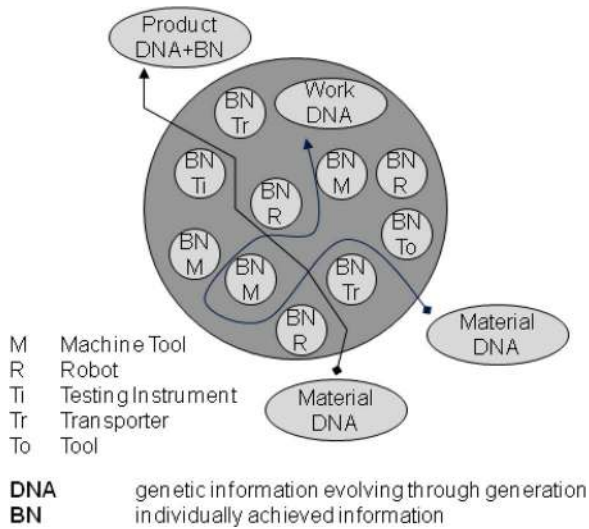 Product
DNA+BN
Work
DNA
BN
Tr
BN
Ti
BN
M
BN
R
BN
R
BN
To
BN
M
BN
M
BN
Tr
BN
R
Material
DNA
Material
DNA
M Machine Tool
R Robot
Ti Testing Instrument
Tr Transporter
To Tool
DNA genetic information evolving through generation
BN individually achieved information